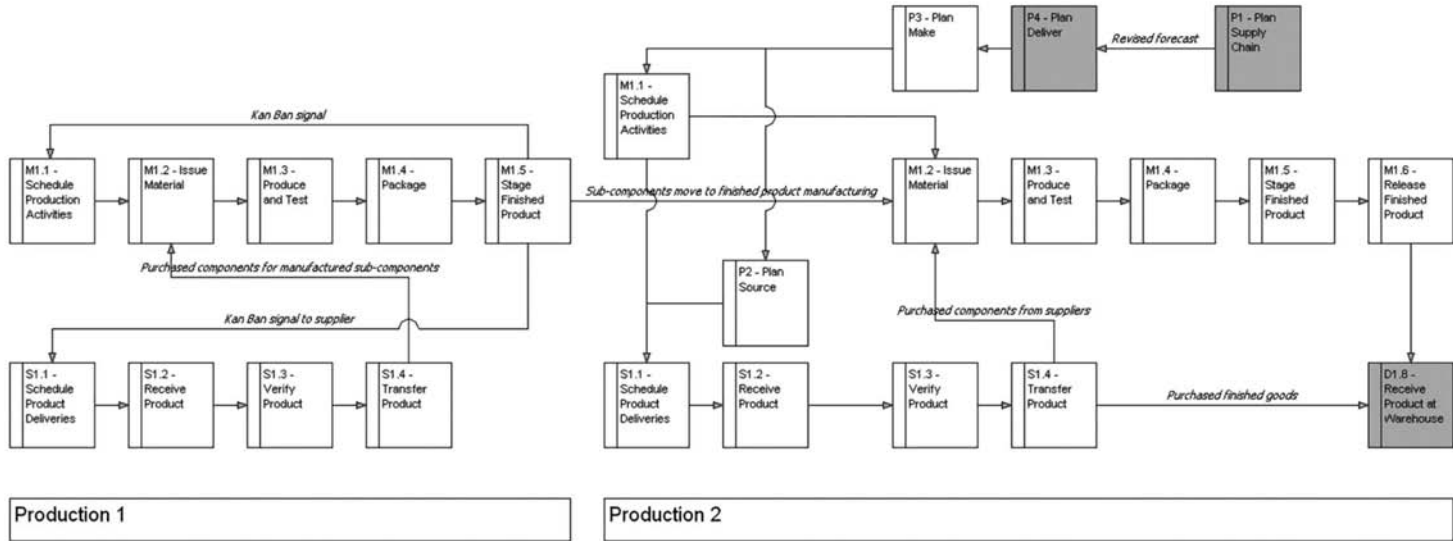 P3 - Plan
Make
P4 - Plan
Deliver
Revised forecast
P1 - Plan
Supply
Chain
M1.1 -
Schedule
Production
Activities
Kan Ban signal
M1.1 -
Schedule
Production
Activities
M1.2 - Issue
Material
M1.3 -
Produce
and Test
M1.4 -
Package
M1.5 -
Stage
Finished
Product
Sub-components move to finished product manufacturing
M1.2 - Issue
Material
M1.3 -
Produce
and Test
M1.4 -
Package
M1.5 -
Stage
Finished
Product
M1.6 -
Release
Finished
Product
Purchased components for manufactured sub-components
P2 - Plan
Source
Kan Ban signal to supplier
Purchased components from suppliers
S1.1 -
Schedule
Product
Deliveries
S1.2 -
Receive
Product
S1.3 -
Verify
Product
S1.4 -
Transfer
Product
S1.1 -
Schedule
Product
Deliveries
S1.2 -
Receive
Product
S1.3 -
Verify
Product
S1.4 -
Transfer
Product
Purchased finished goods
D1.8 -
Receive
Product at
Warehouse
Production 1
Production 2